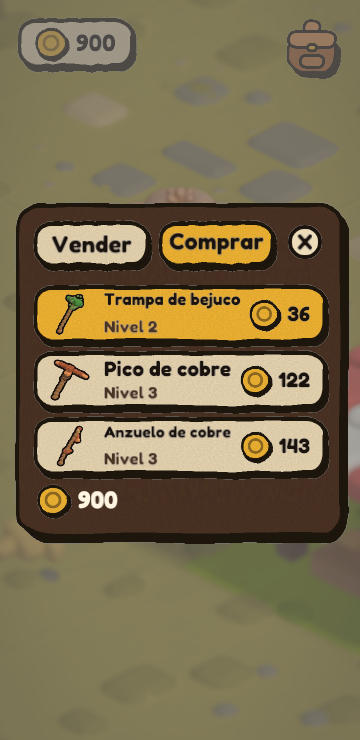 900
Vender
Comprar
Trampa de bejuco
36
Nivel 2
Pico de cobre
122
Nivel 3
Anzuelo de cobre
143
Nivel 3
900